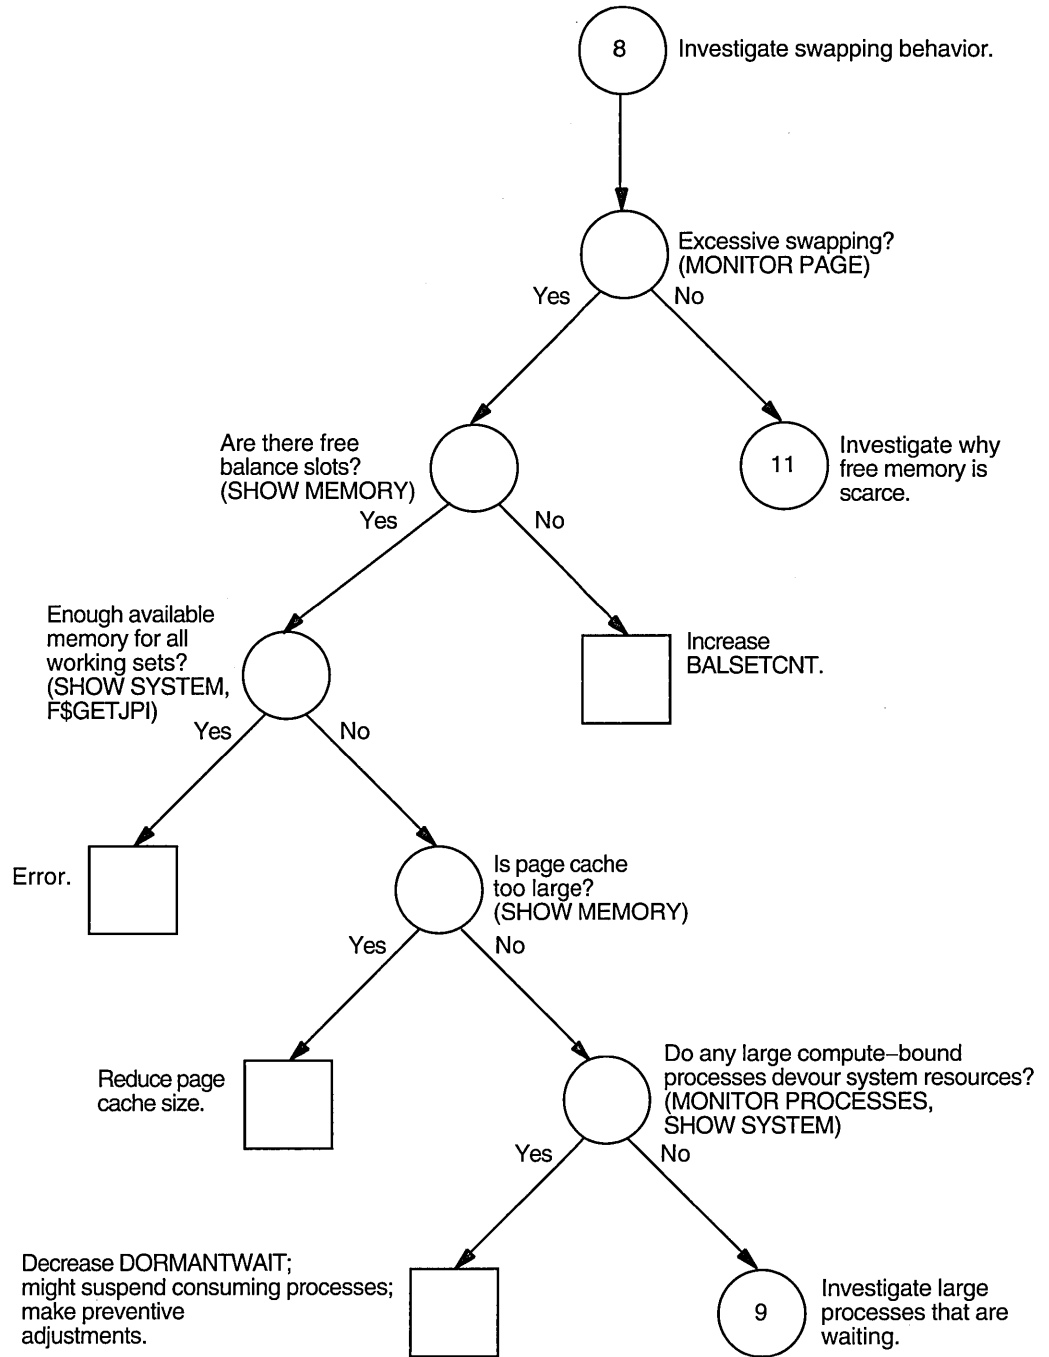 8
Investigate swapping behavior.
Excessive swapping?
(MONITOR PAGE)
Yes
No
Are there free
balance slots?
(SHOW MEMORY)
Yes
No
11
Investigate why
free memory is
scarce.
Enough available
memory for all
working sets?
(SHOW SYSTEM,
F$GETJPI)
Yes
No
Increase
BALSETCNT.
Error.
Is page cache
too large?
(SHOW MEMORY)
Yes
No
Reduce page
cache size.
Do any large compute–bound
processes devour system resources?
(MONITOR PROCESSES,
SHOW SYSTEM)
Yes
No
Decrease DORMANTWAIT;
might suspend consuming processes;
make preventive
adjustments.
9
Investigate large
processes that are
waiting.